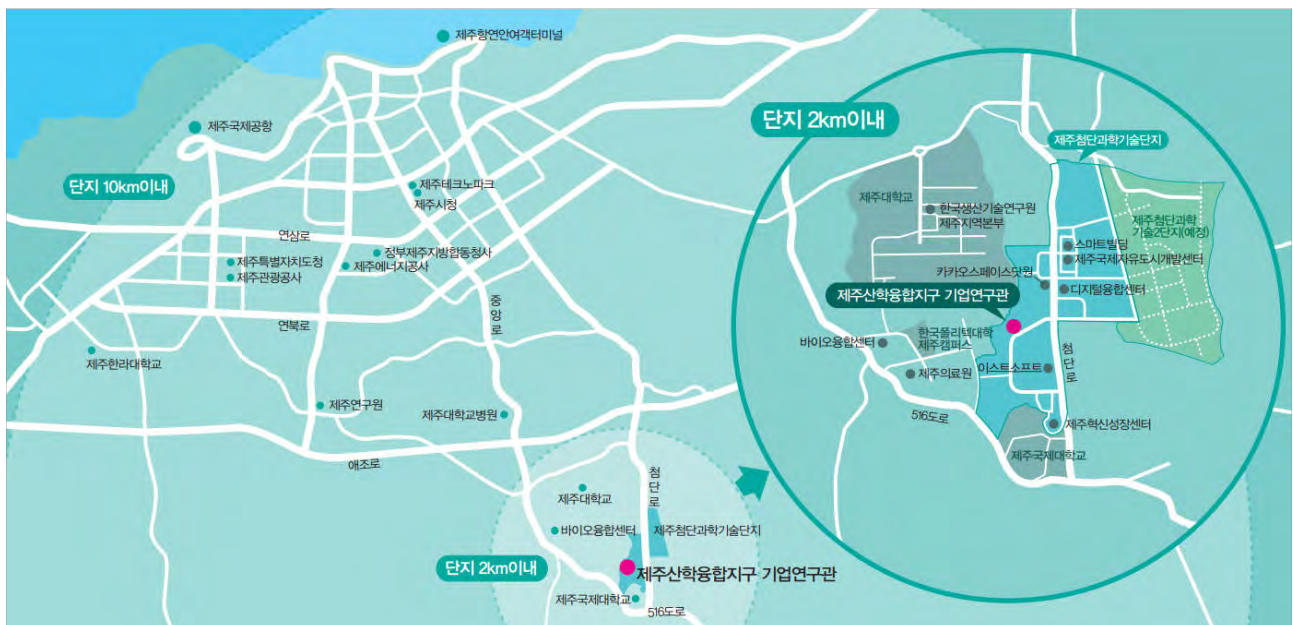 제주항연안여객터미널
제주국제공항
단지 10km이내
제주테크노파크
제주시청
연삼로
정부제주지방합동청사
제주특별자치도청
제주에너지공사
제주관광공사
중앙로
연북로
제주한라대학교
제주연구원
제주대학교병원
애조로
첨단로
제주대학교
바이오융합센터
제주첨단과학기술단지
단지 2km이내
제주산학융합지구 기업연구관
제주국제대학교
516도로
단지 2km이내
제주첨단과학기술단지
제주대학교
한국생산기술연구원
제주지역본부
제주첨단과학
기술2단지(예정)
스마트빌딩
제주국제자유도시개발센터
카카오스페이스닷원
디지털융합센터
제주산학융합지구 기업연구관
한국폴리텍대학
제주캠퍼스
바이오융합센터
첨단로
제주의료원
이스트소프트
516도로
제주혁신성장센터
제주국제대학교